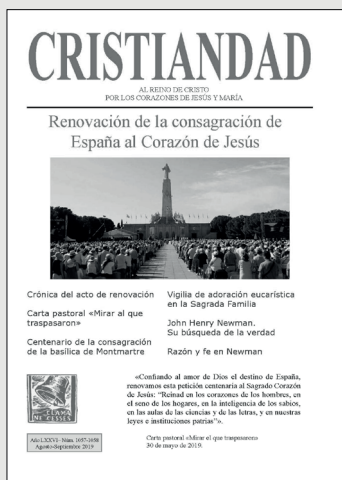 CRISTIANDAD
AL REINO DE CRISTO
POR LOS CORAZONES DE JESÚS Y MARÍA
Renovación de la consagración de
España al Corazón de Jesús
Crónica del acto de renovación
Carta pastoral «Mirar al que
traspasaron»
Centenario de la consagración
de la basílica de Montmartre
Vigilia de adoración eucarística
en la Sagrada Familia
John Henry Newman.
Su búsqueda de la verdad
Razón y fe en Newman
CLAMA
NE CESSES
Año LXXVI- Núm. 1057-1058
Agosto-Septiembre 2019
«Confiando al amor de Dios el destino de España,
renovamos esta petición centenaria al Sagrado Corazón
de Jesús: “Reinad en los corazones de los hombres, en
el seno de los hogares, en la inteligencia de los sabios,
en las aulas de las ciencias y de las letras, y en nuestras
leyes e instituciones patrias”».
Carta pastoral «Mirar el que traspasaron»
30 de mayo de 2019.